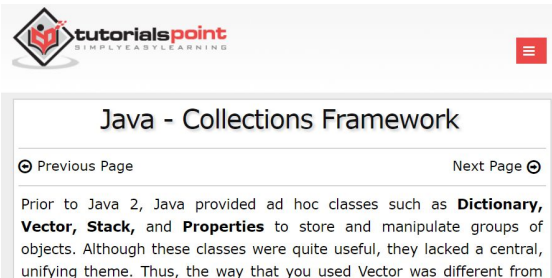 tutorialspoint
SIMPLYEASYLEARNING
Java - Collections Framework
Previous Page Next Page
Prior to Java 2, Java provided ad hoc classes such as Dictionary,
Vector, Stack, and Properties to store and manipulate groups of
objects. Although these classes were quite useful, they lacked a central,
unifying theme. Thus, the way that you used Vector was different from